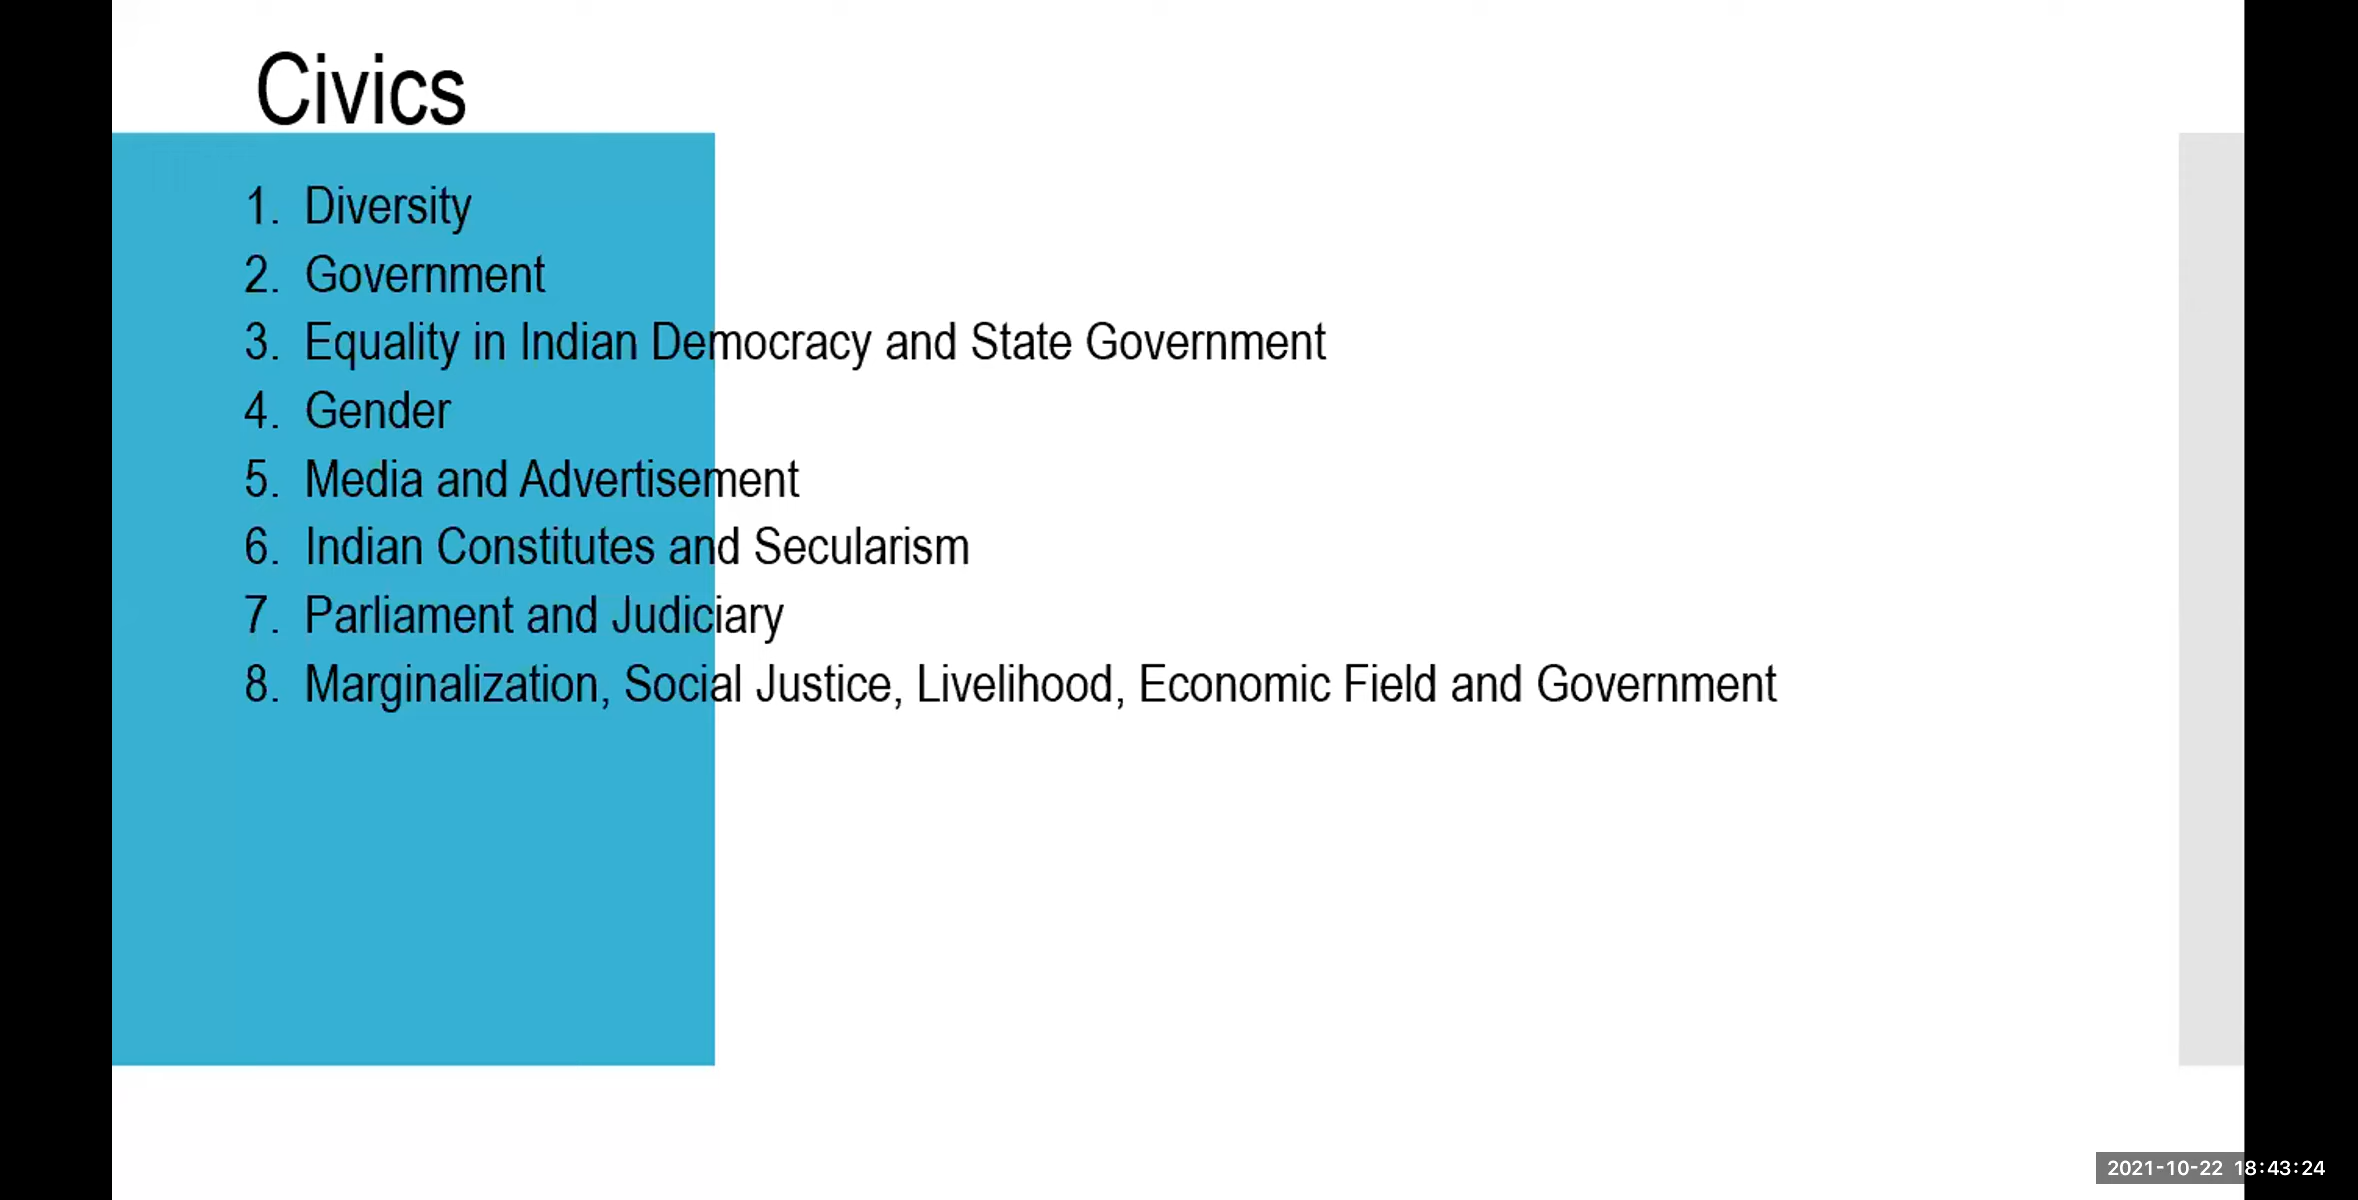 Civics
1. Diversity
2. Government
3. Equality in Indian Democracy and State Government
4. Gender
5. Media and Advertisement
6. Indian Constitutes and Secularism
7. Parliament and Judiciary
8. Marginalization, Social Justice, Livelihood, Economic Field and Government
2021-10-22 18:43:24